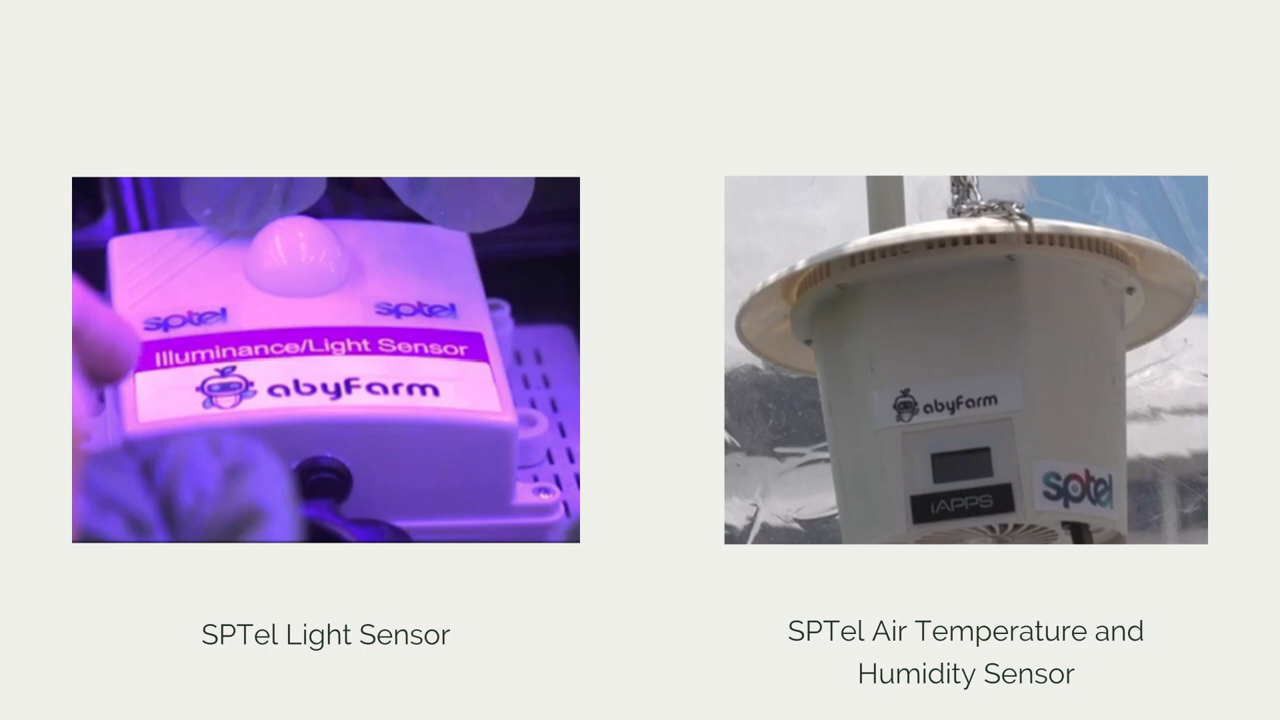 sptel
sptel
Illuminance/Light Sensor
abyFarm
abyFarm
iAPPS
sptel
SPTel Light Sensor
SPTel Air Temperature and
Humidity Sensor